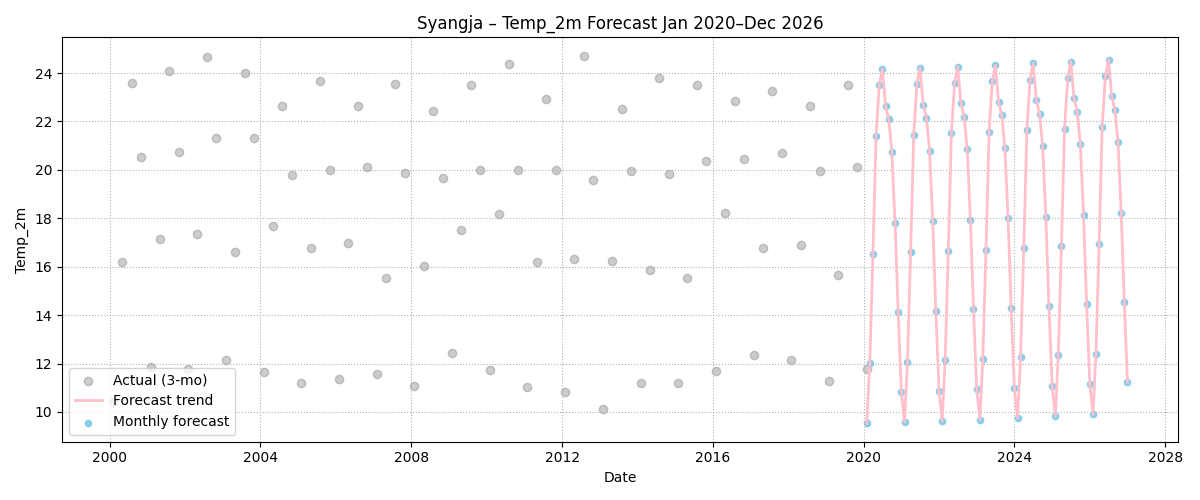 Syangja – Temp_2m Forecast Jan 2020–Dec 2026
Temp_2m
24
22
20
18
16
14
12
10
Actual (3-mo)
Forecast trend
Monthly forecast
2000
2004
2008
2012
2016
2020
2024
2028
Date